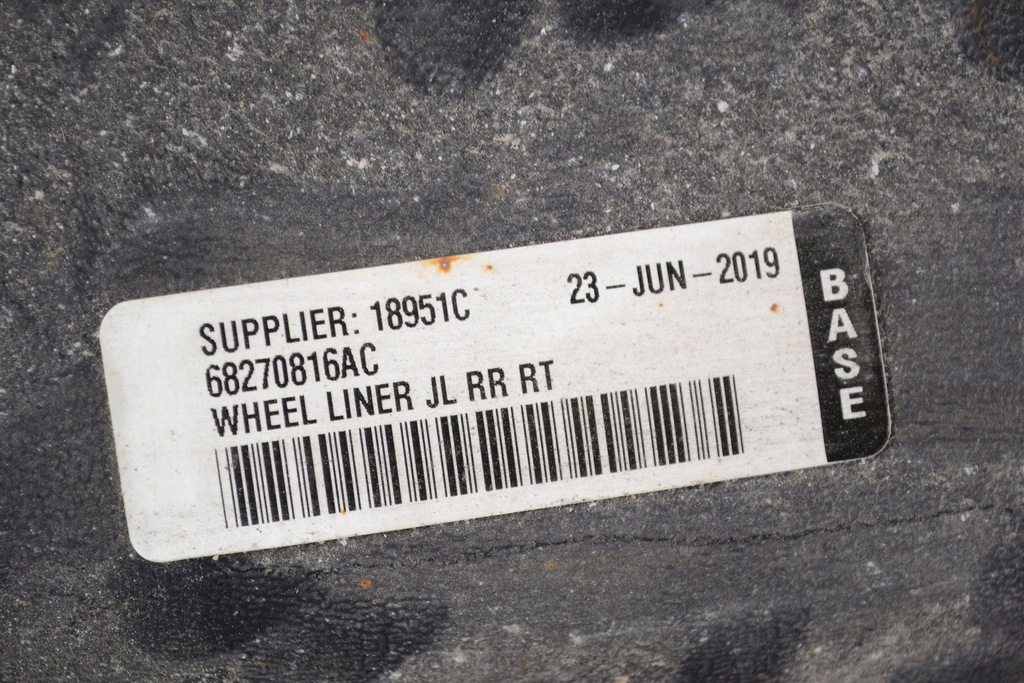 SUPPLIER: 18951C 23-JUN-2019
68270816AC
WHEEL LINER JL RR RT
BASE